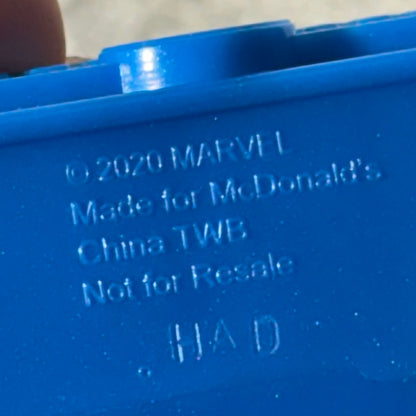 © 2020 MARVEL
Made for McDonald's
China TWB
Not for Resale
HAD